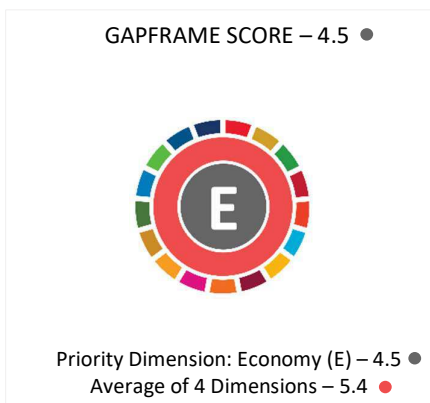 GAPFRAME SCORE – 4.5
E
Priority Dimension: Economy (E) – 4.5
Average of 4 Dimensions – 5.4